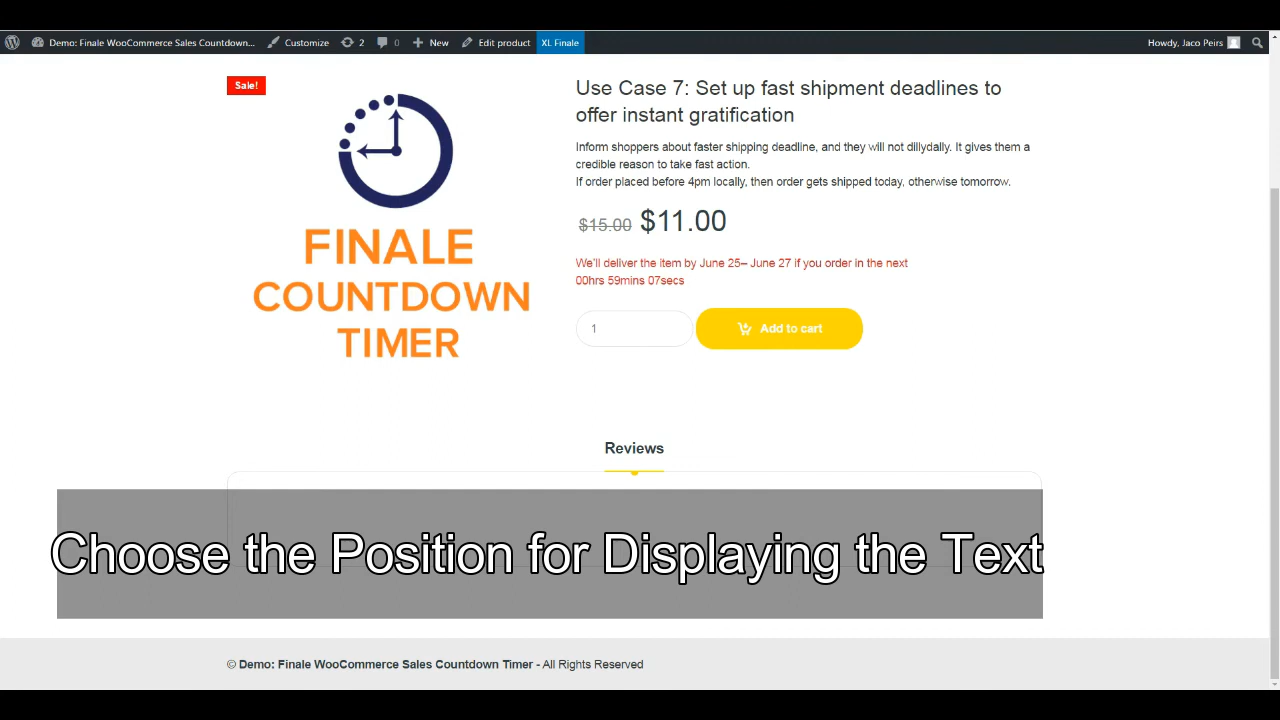 Demo: Finale WooCommerce Sales Countdown... Customize 2 0 New Edit product XL Finale Howdy, Jaco Peirs
Sale!
FINALE
COUNTDOWN
TIMER
Use Case 7: Set up fast shipment deadlines to
offer instant gratification
Inform shoppers about faster shipping deadline, and they will not dillydally. It gives them a
credible reason to take fast action.
If order placed before 4pm locally, then order gets shipped today, otherwise tomorrow.
$15.00 $11.00
We'll deliver the item by June 25– June 27 if you order in the next
00hrs 59mins 07secs
1 Add to cart
Reviews
Choose the Position for Displaying the Text
© Demo: Finale WooCommerce Sales Countdown Timer - All Rights Reserved